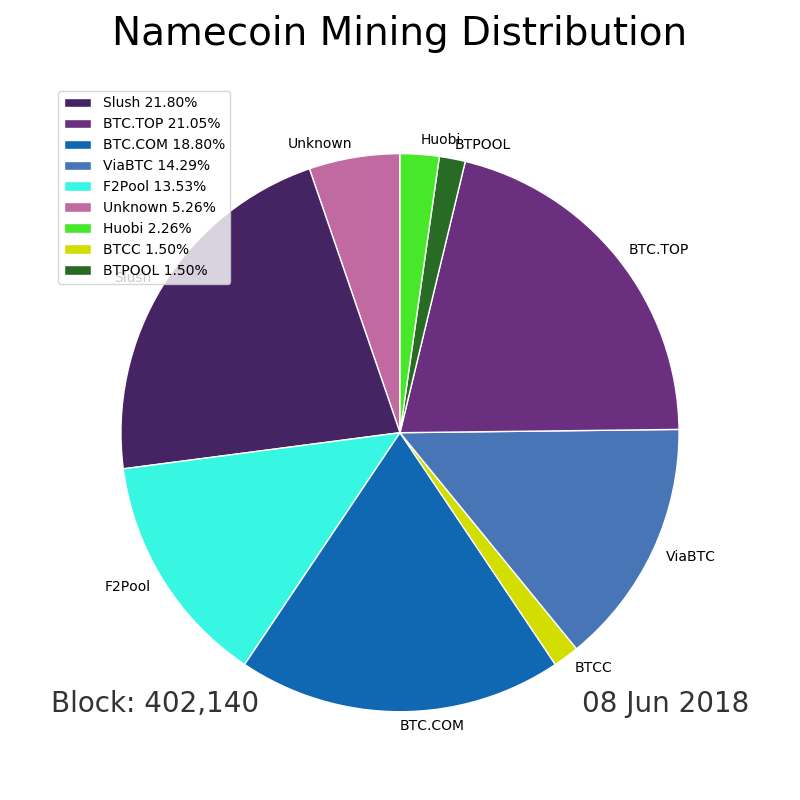 Namecoin Mining Distribution
Slush 21.80%
BTC.TOP 21.05%
BTC.COM 18.80%
ViaBTC 14.29%
F2Pool 13.53%
Unknown 5.26%
Huobi 2.26%
BTCC 1.50%
BTPOOL 1.50%
Unknown
Huobi
BTPOOL
BTC.TOP
Slush
ViaBTC
F2Pool
BTCC
BTC.COM
Block: 402,140
08 Jun 2018